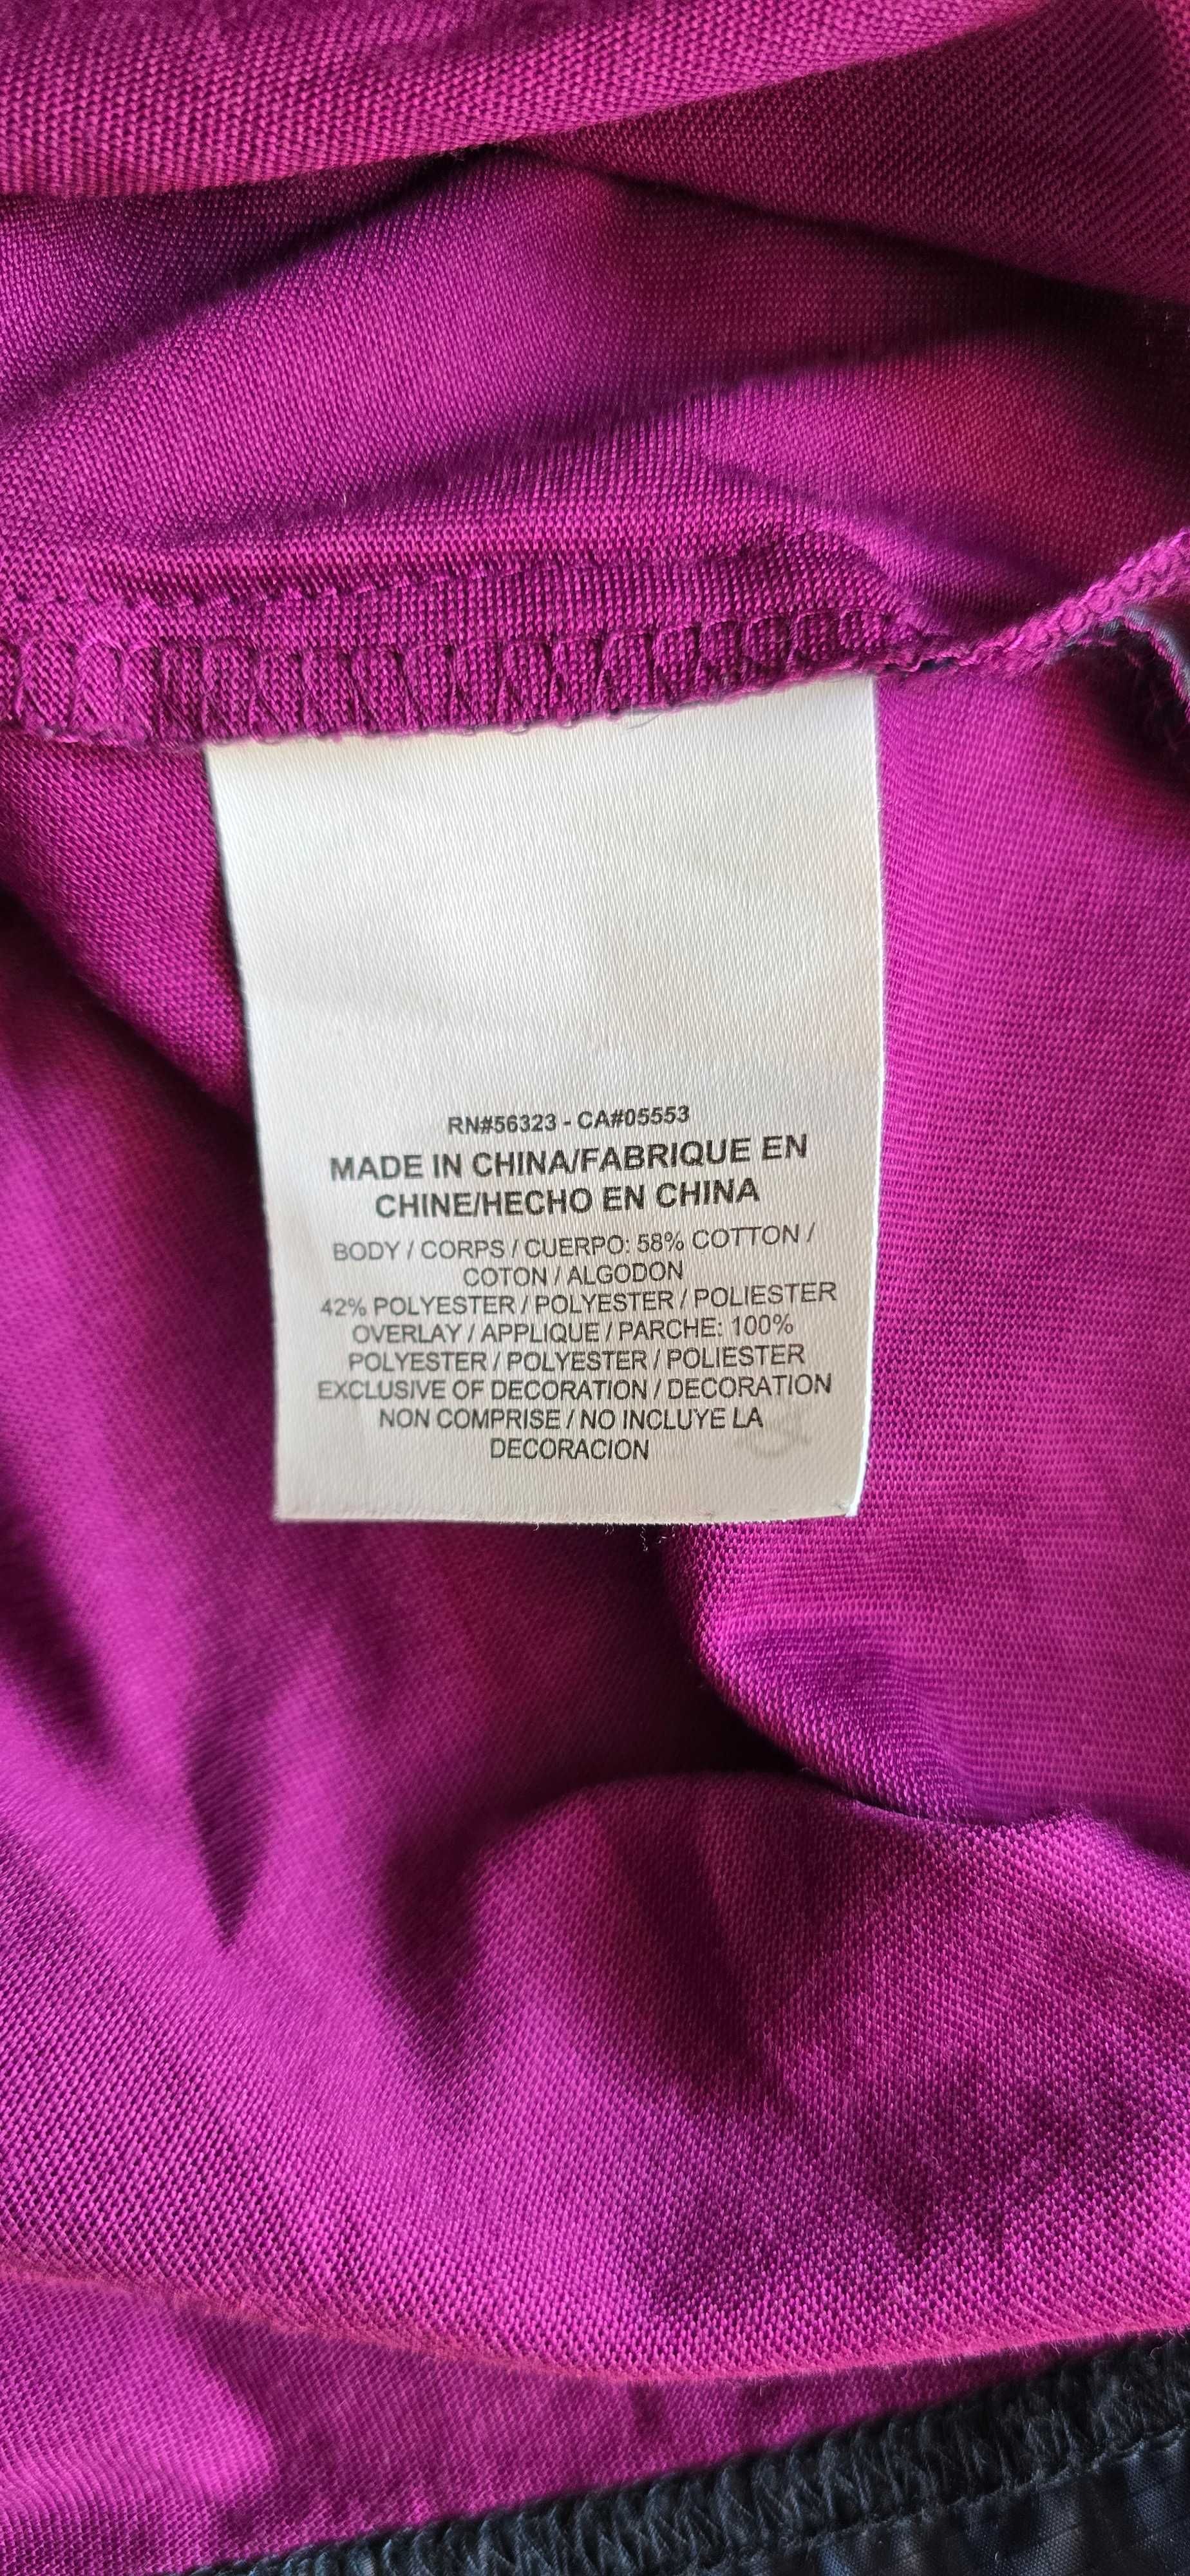 RN#56323 - CA#05553
MADE IN CHINA/FABRIQUE EN
CHINE/HECHO EN CHINA
BODY / CORPS / CUERPO: 58% COTTON /
COTON / ALGODON
42% POLYESTER / POLYESTER / POLIESTER
OVERLAY / APPLIQUE / PARCHE: 100%
POLYESTER / POLYESTER / POLIESTER
EXCLUSIVE OF DECORATION / DECORATION
NON COMPRISE / NO INCLUYE LA
DECORACION